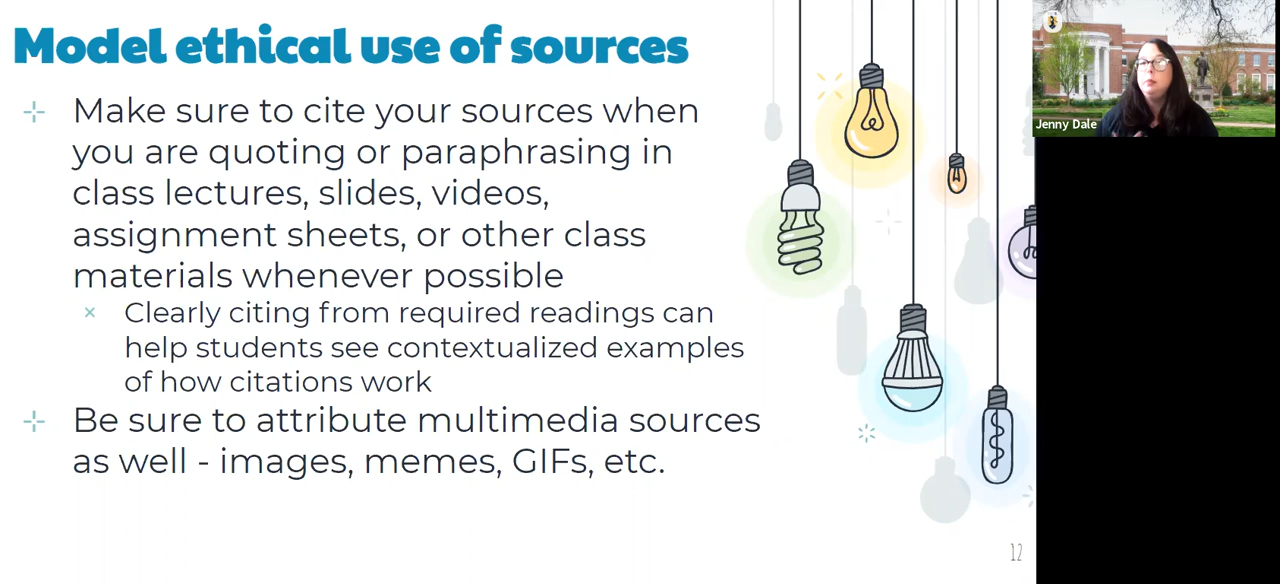 Model ethical use of sources
Make sure to cite your sources when
you are quoting or paraphrasing in
class lectures, slides, videos,
assignment sheets, or other class
materials whenever possible
Clearly citing from required readings can
help students see contextualized examples
of how citations work
Be sure to attribute multimedia sources
as well - images, memes, GIFs, etc.
12
Jenny Dale